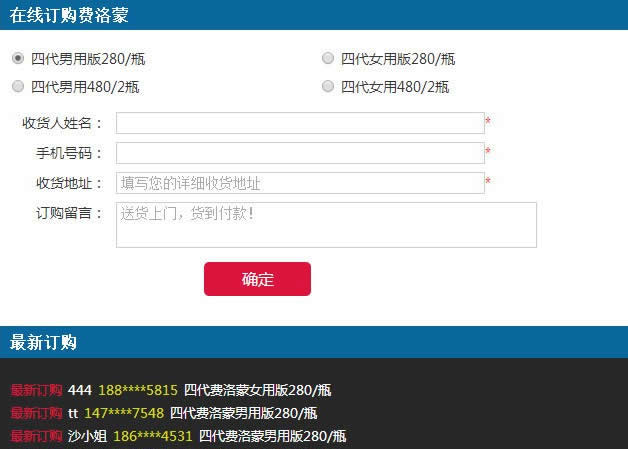 在线订购费洛蒙
四代男用版280/瓶 四代女用版280/瓶
四代男用480/2瓶 四代女用480/2瓶
收货人姓名： *
手机号码： *
收货地址： 填写您的详细收货地址 *
订购留言： 送货上门，货到付款！
确定
最新订购
最新订购 444 188****5815 四代费洛蒙女用版280/瓶
最新订购 tt 147****7548 四代费洛蒙男用版280/瓶
最新订购 沙小姐 186****4531 四代费洛蒙男用版280/瓶